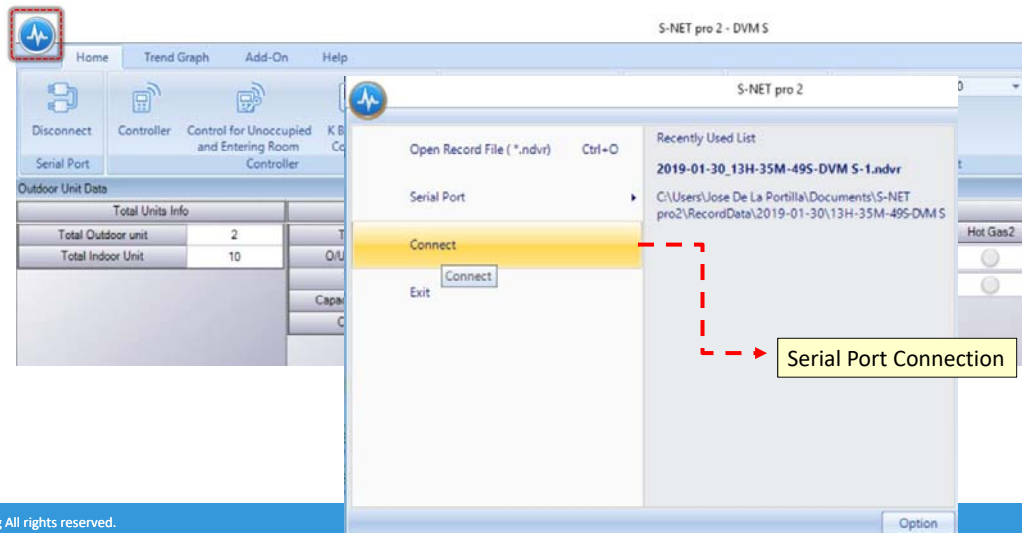 S-NET pro 2 - DVM S
Home Trend Graph Add-On Help
S-NET pro 2
Disconnect Controller Control for Unoccupied and Entering Room
Serial Port Controller
Open Record File ( *.ndvr) Ctrl+O
Serial Port
Connect
Connect
Exit
Recently Used List
2019-01-30_13H-35M-49S-DVM S-1.ndvr
C:\Users\Jose De La Portilla\Documents\S-NET
pro2\RecordData\2019-01-30\13H-35M-49S-DVM S
Outdoor Unit Data
Total Units Info
Total Outdoor unit 2
Total Indoor Unit 10
Hot Gas2
Serial Port Connection
Option
All rights reserved.